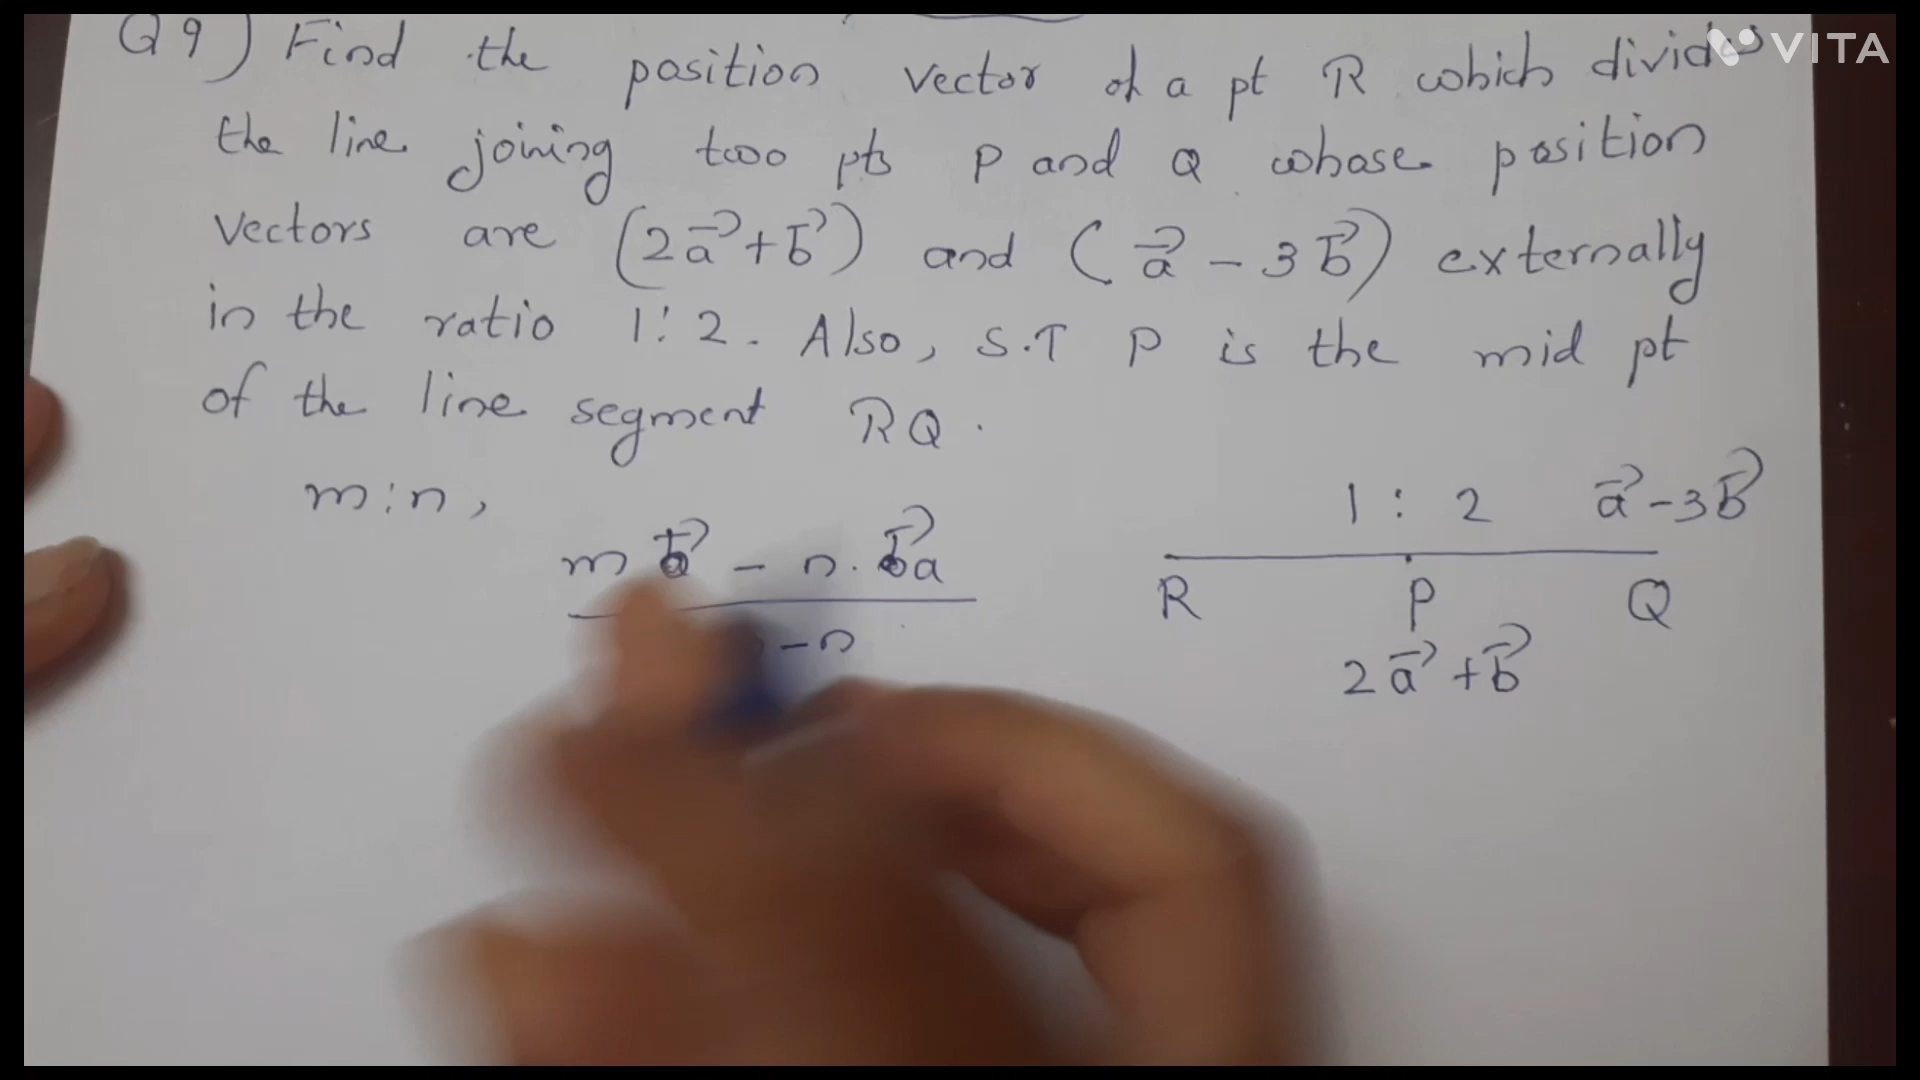 Q 9) Find the position vector of a pt R which divides
VITA
the line joining two pts P and Q whose position
vectors are (2a⃗ + b⃗) and (a⃗ - 3b⃗) externally
in the ratio 1:2. Also, S.T P is the mid pt
of the line segment RQ.
m:n,
1 : 2 a⃗ - 3b⃗
m b⃗ - n. a
- n
R P Q
2a⃗ + b⃗